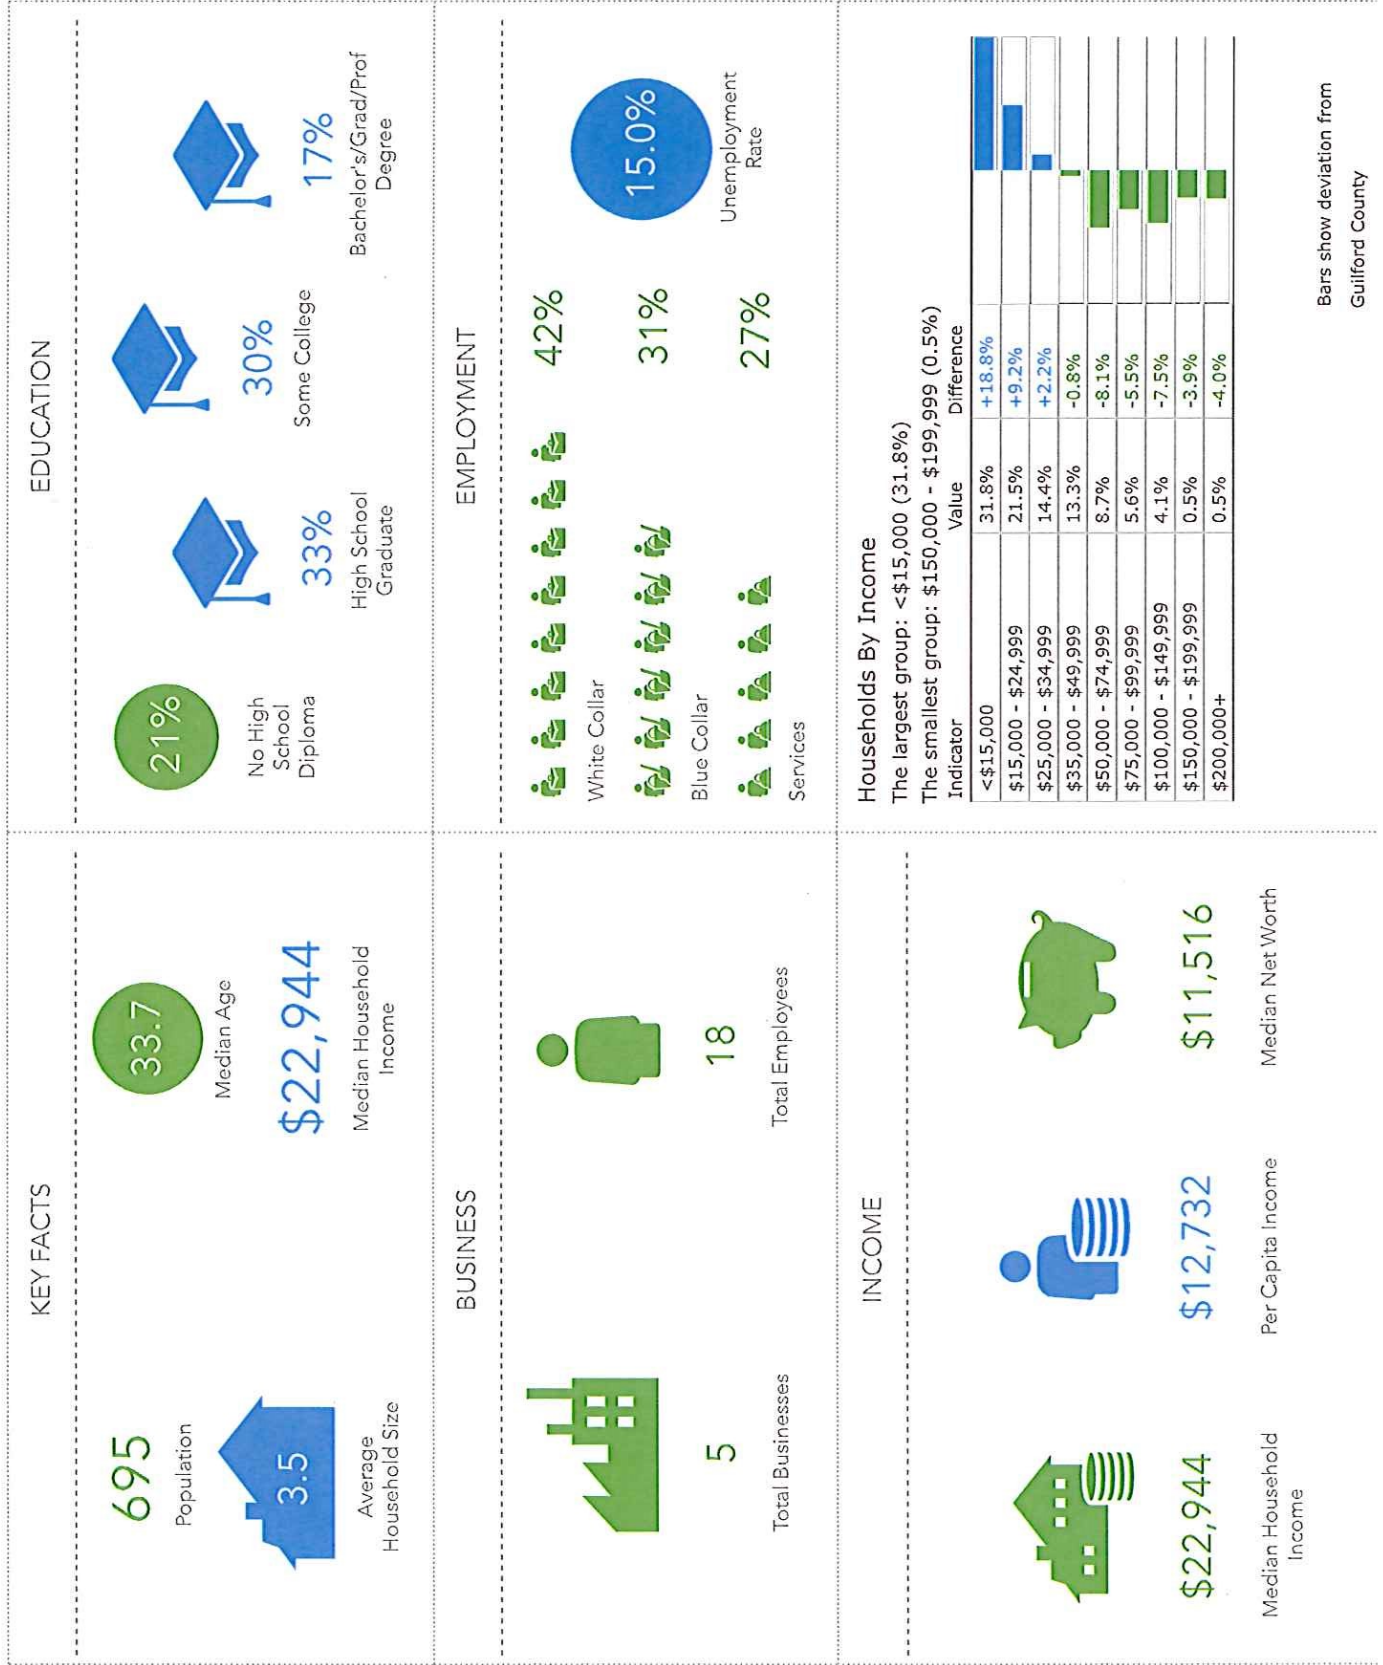 KEY FACTS
695
Population
33.7
Median Age
3.5
Average
Household Size
$22,944
Median Household
Income
EDUCATION
21%
No High
School
Diploma
33%
High School
Graduate
30%
Some College
17%
Bachelor's/Grad/Prof
Degree
BUSINESS
5
Total Businesses
18
Total Employees
EMPLOYMENT
White Collar
42%
Blue Collar
31%
Services
27%
15.0%
Unemployment
Rate
INCOME
$22,944
Median Household
Income
$12,732
Per Capita Income
$11,516
Median Net Worth
Households By Income
The largest group: <$15,000 (31.8%)
The smallest group: $150,000 - $199,999 (0.5%)
Indicator Value Difference
<$15,000 31.8% +18.8%
$15,000 - $24,999 21.5% +9.2%
$25,000 - $34,999 14.4% +2.2%
$35,000 - $49,999 13.3% -0.8%
$50,000 - $74,999 8.7% -8.1%
$75,000 - $99,999 5.6% -5.5%
$100,000 - $149,999 4.1% -7.5%
$150,000 - $199,999 0.5% -3.9%
$200,000+ 0.5% -4.0%
Bars show deviation from
Guilford County